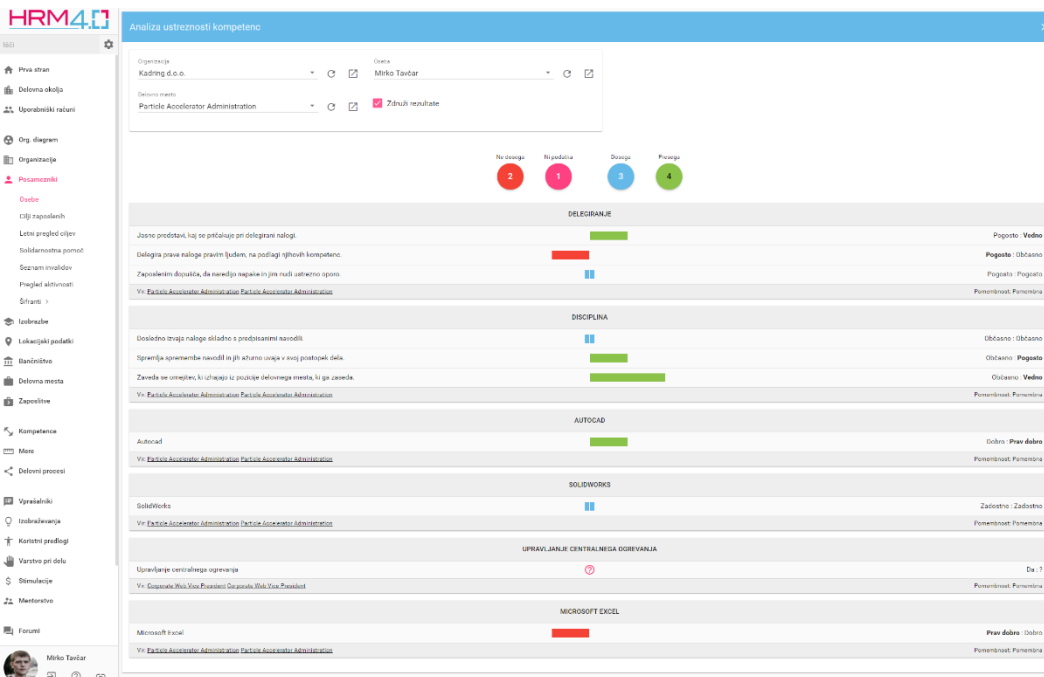 HRM4.0
Išči
Prva stran
Delovna okolja
Uporabniški računi
Org. diagram
Organizacije
Posamezniki
Osebe
Cilji zaposlenih
Letni pregled ciljev
Solidarnostna pomoč
Seznam invalidov
Pregled aktivnosti
Šifranti >
Izobrazbe
Lokacijski podatki
Bančništvo
Delovna mesta
Zaposlitve
Kompetence
Mere
Delovni procesi
Vprašalniki
Izobraževanja
Koristni predlogi
Varstvo pri delu
Stimulacije
Mentorstvo
Forumi
Mirko Tavčar
Analiza ustreznosti kompetenc
Organizacija
Kadring d.o.o.
Oseba
Mirko Tavčar
Delovno mesto
Particle Accelerator Administration
Združi rezultate
Ne dosega
Ni podatka
Dosega
Presega
2
1
3
4
DELEGIRANJE
Jasno predstavi, kaj se pričakuje pri delegirani nalogi.
Pogosto : Vedno
Delegira prave naloge pravim ljudem, na podlagi njihovih kompetenc.
Pogosto : Občasno
Zaposlenim dopušča, da naredijo napake in jim nudi ustrezno oporo.
Pogosto : Pogosto
Vir: Particle Accelerator Administration Particle Accelerator Administration
Pomembnost: Pomembna
DISCIPLINA
Dosledno izvaja naloge skladno s predpisanimi navodili.
Občasno : Občasno
Spremlja spremembe navodil in jih ažurno uvaja v svoj postopek dela.
Občasno : Pogosto
Zaveda se omejitev, ki izhajajo iz pozicije delovnega mesta, ki ga zaseda.
Občasno : Vedno
Vir: Particle Accelerator Administration Particle Accelerator Administration
Pomembnost: Pomembna
AUTOCAD
Autocad
Dobro : Prav dobro
Vir: Particle Accelerator Administration Particle Accelerator Administration
Pomembnost: Pomembna
SOLIDWORKS
SolidWorks
Zadostno : Zadostno
Vir: Particle Accelerator Administration Particle Accelerator Administration
Pomembnost: Pomembna
UPRAVLJANJE CENTRALNEGA OGREVANJA
Upravljanje centralnega ogrevanja
Da : ?
Vir: Corporate Web Vice President Corporate Web Vice President
Pomembnost: Pomembna
MICROSOFT EXCEL
Microsoft Excel
Prav dobro : Dobro
Vir: Particle Accelerator Administration Particle Accelerator Administration
Pomembnost: Pomembna